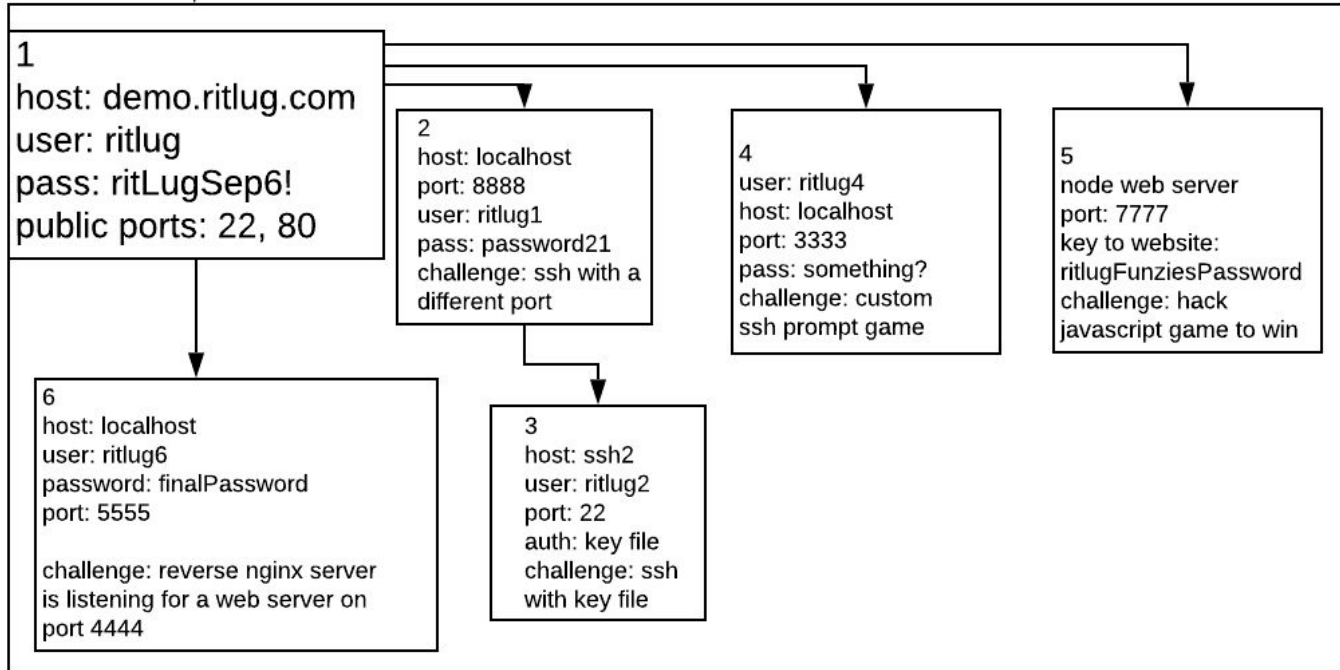 1
host: demo.ritlug.com
user: ritlug
pass: ritLugSep6!
public ports: 22, 80
2
host: localhost
port: 8888
user: ritlug1
pass: password21
challenge: ssh with a
different port
4
user: ritlug4
host: localhost
port: 3333
pass: something?
challenge: custom
ssh prompt game
5
node web server
port: 7777
key to website:
ritlugFunziesPassword
challenge: hack
javascript game to win
6
host: localhost
user: ritlug6
password: finalPassword
port: 5555
challenge: reverse nginx server
is listening for a web server on
port 4444
3
host: ssh2
user: ritlug2
port: 22
auth: key file
challenge: ssh
with key file